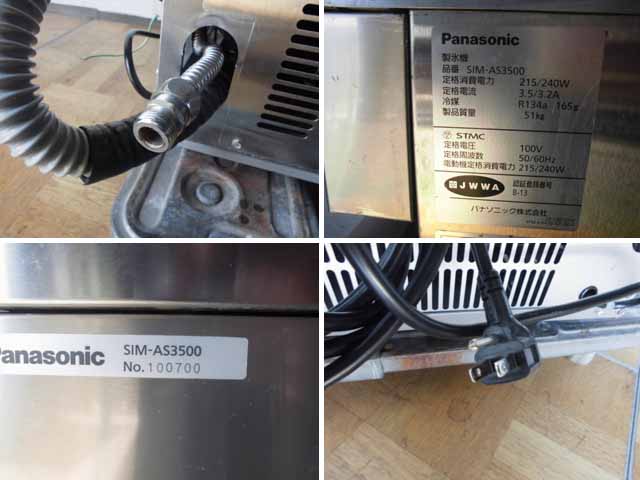 Panasonic
製氷機
品番 SIM-AS3500
定格消費電力 215/240W
定格電流 3.5/3.2A
冷媒 R134a 165g
製品質量 51kg
STMC
定格電圧 100V
定格周波数 50/60Hz
電動機定格消費電力 215/240W
JWWA 認証登録番号
B-13
パナソニック株式会社
Panasonic SIM-AS3500
No. 100700